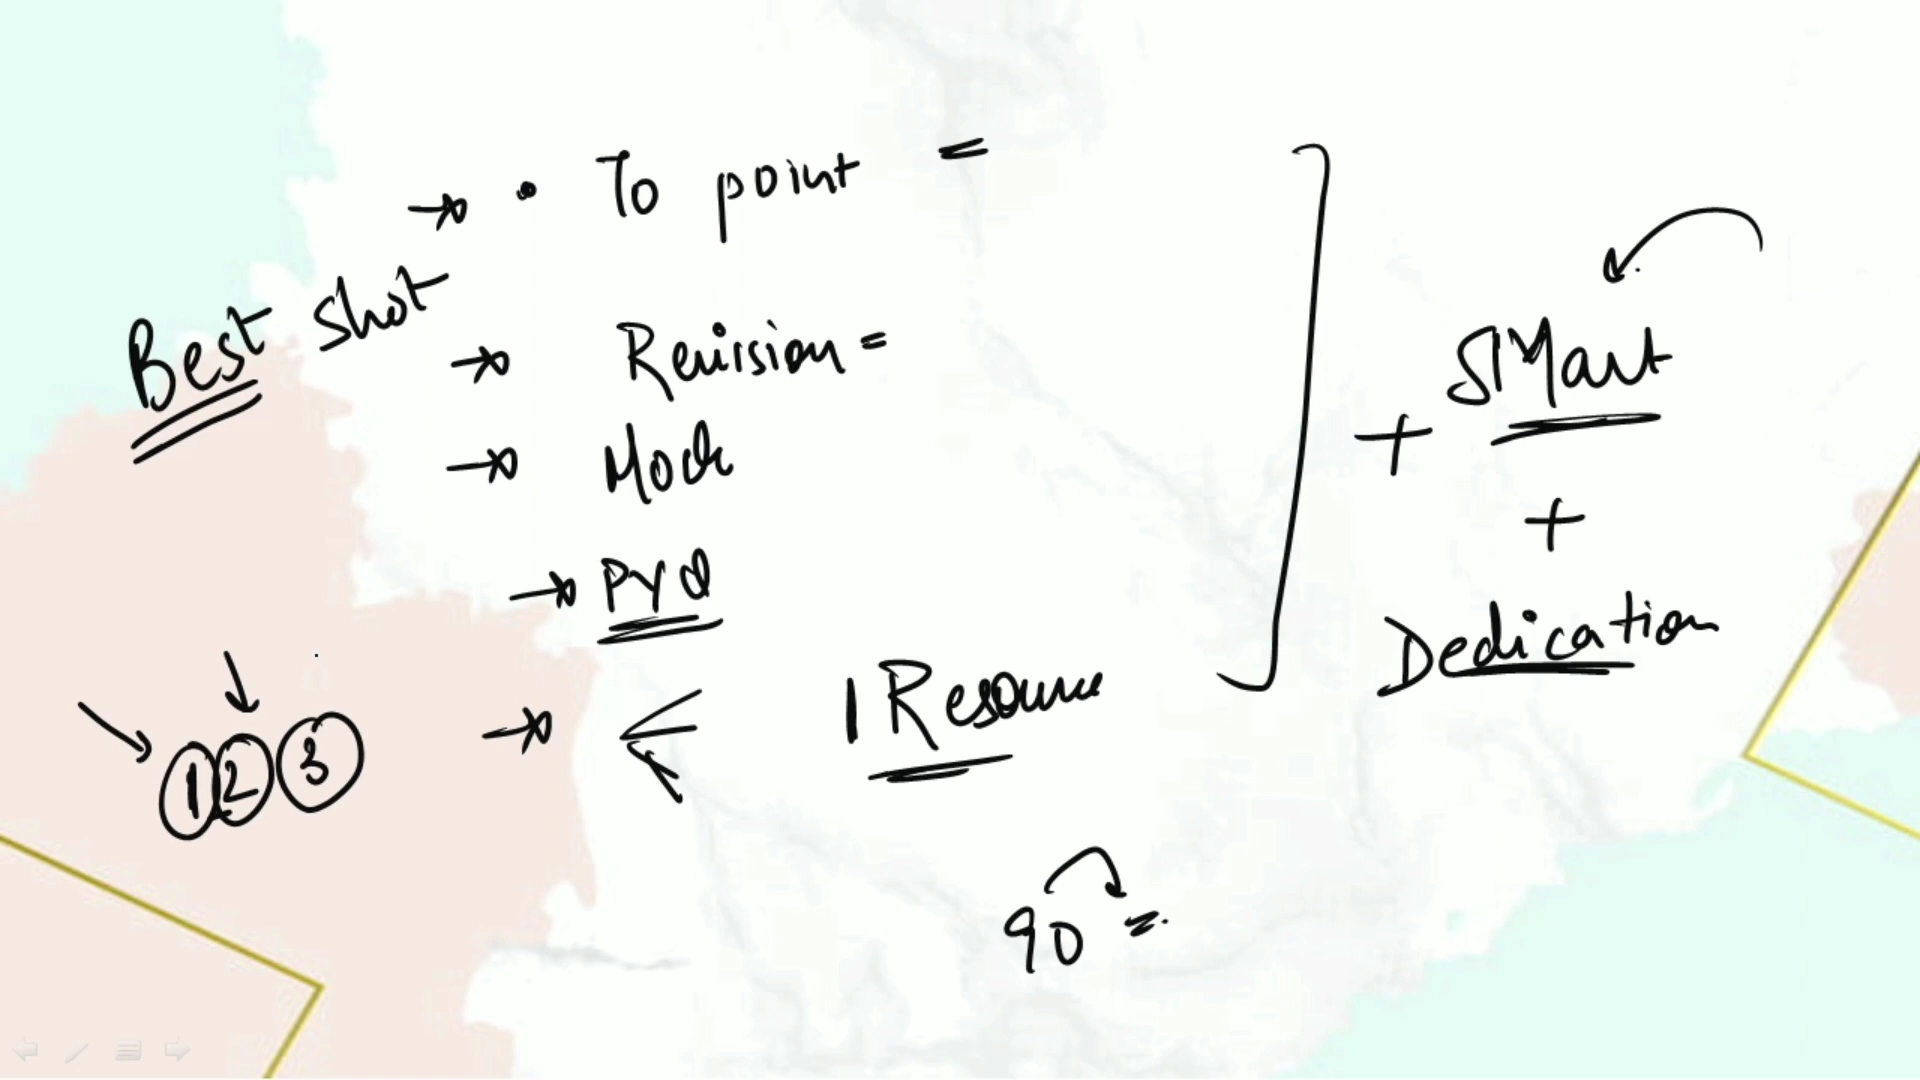 Best shot
→ • To point =
→ Revision =
→ Mock
→ PYQ
→ 1 Resource
1 2 3
90 =
+ SMart
+
Dedication